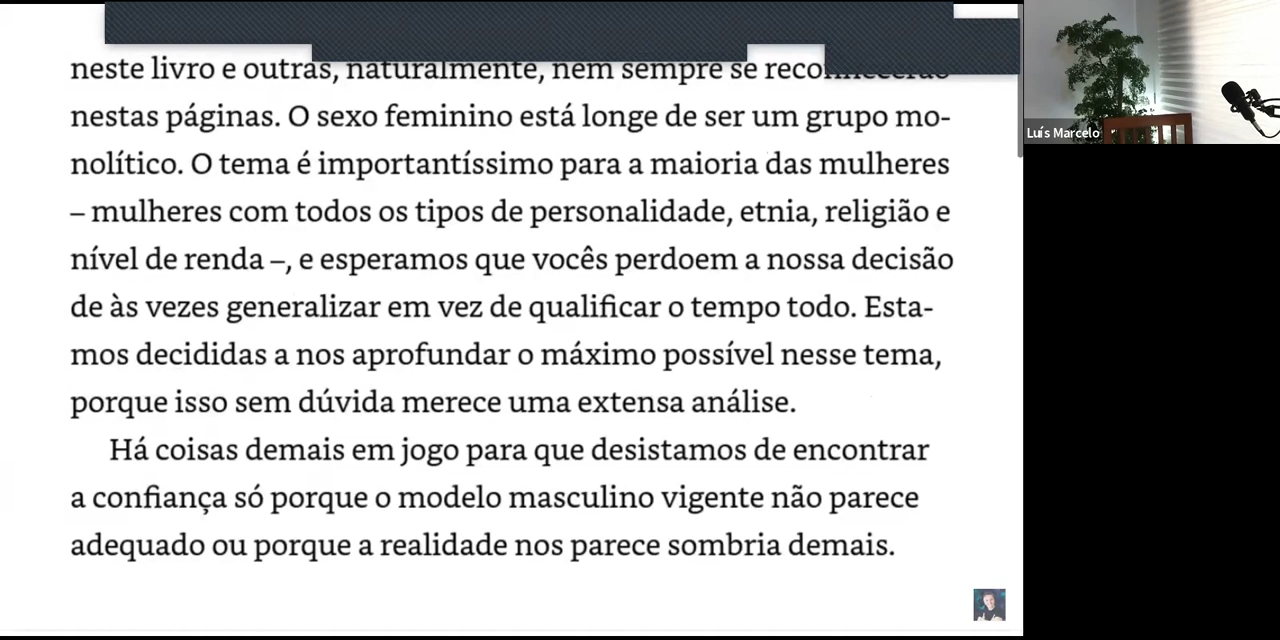 neste livro e outras, naturalmente, nem sempre se reconhecerão
nestas páginas. O sexo feminino está longe de ser um grupo mo-
nolítico. O tema é importantíssimo para a maioria das mulheres
– mulheres com todos os tipos de personalidade, etnia, religião e
nível de renda –, e esperamos que vocês perdoem a nossa decisão
de às vezes generalizar em vez de qualificar o tempo todo. Esta-
mos decididas a nos aprofundar o máximo possível nesse tema,
porque isso sem dúvida merece uma extensa análise.
Há coisas demais em jogo para que desistamos de encontrar
a confiança só porque o modelo masculino vigente não parece
adequado ou porque a realidade nos parece sombria demais.
Luís Marcelo